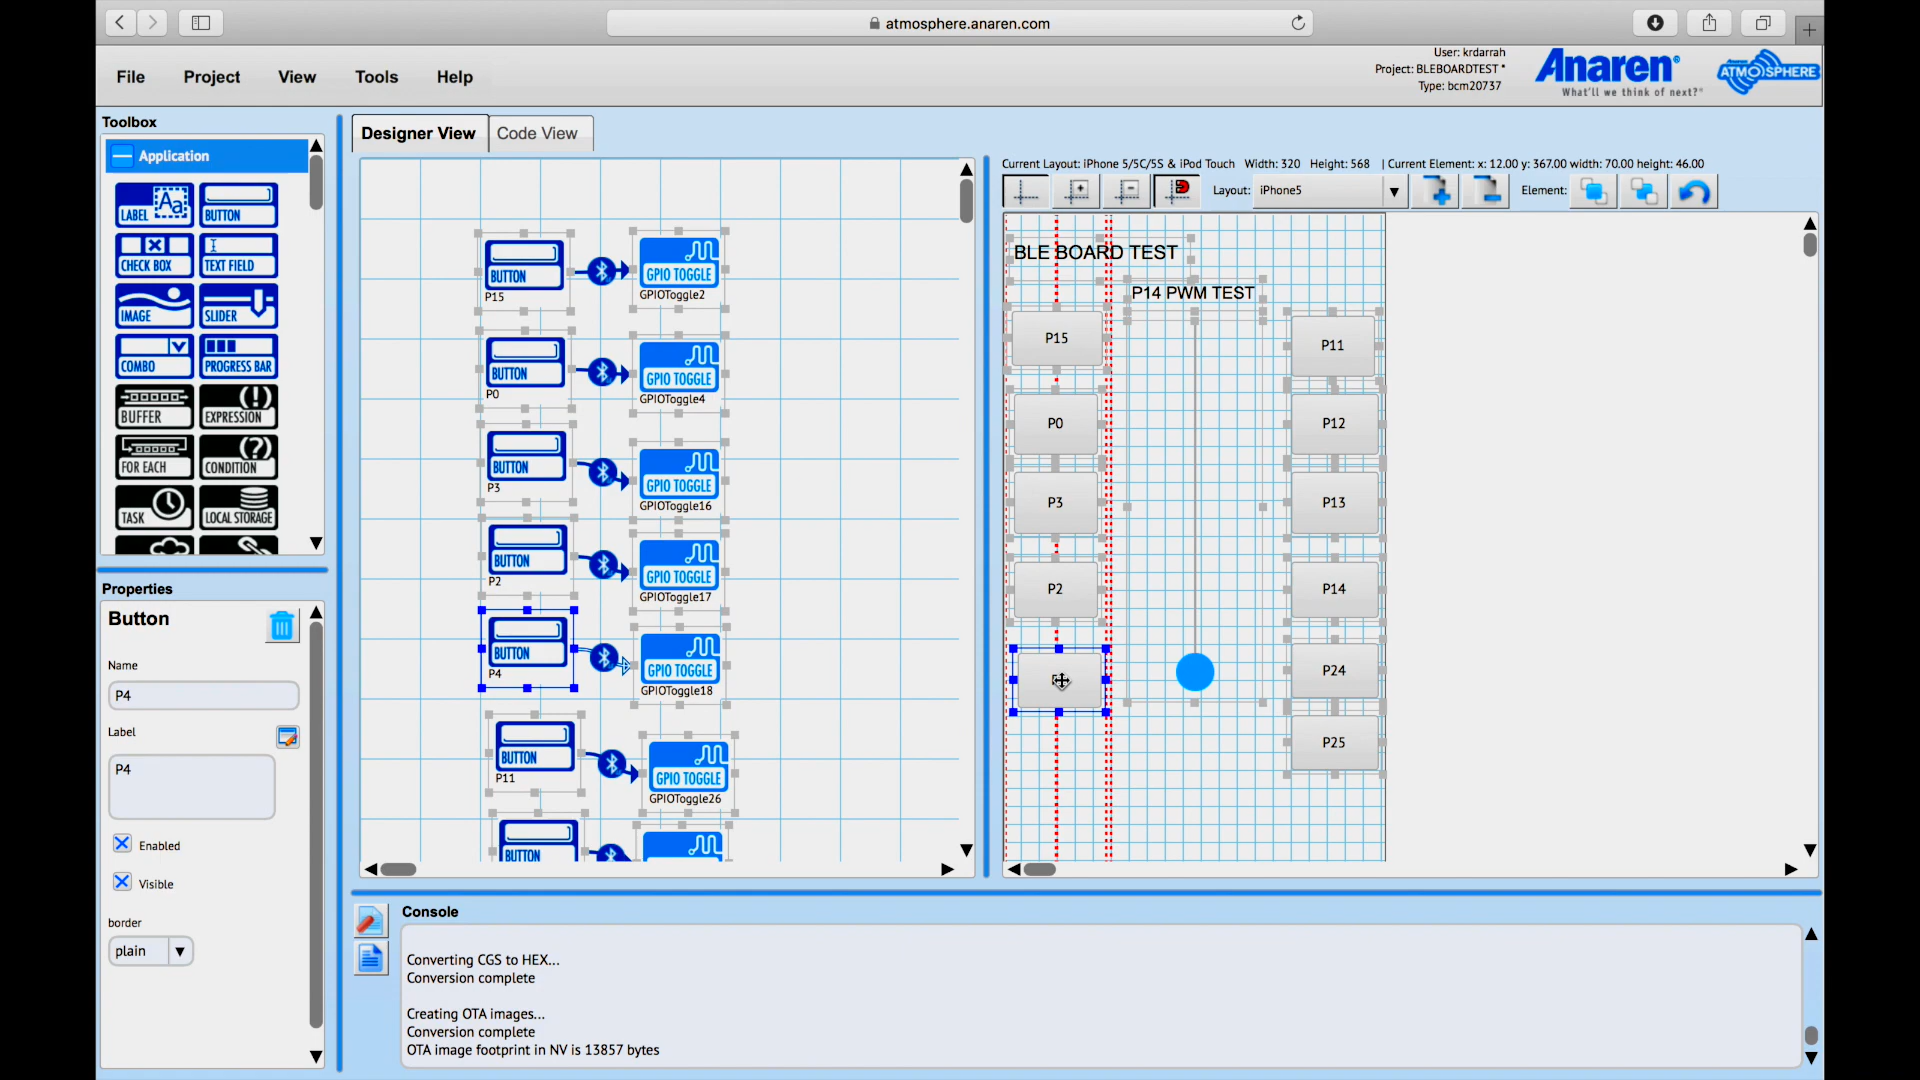 atmosphere.anaren.com
File Project View Tools Help
User: krdarrah
Project: BLEBOARDTEST *
Type: bcm20737
Anaren®
What'll we think of next?®
Anaren
ATMOSPHERE
Toolbox
Application
LABEL Aa
BUTTON
CHECK BOX
TEXT FIELD
IMAGE
SLIDER
COMBO
PROGRESS BAR
BUFFER
EXPRESSION
FOR EACH
CONDITION
TASK
LOCAL STORAGE
Properties
Button
Name
P4
Label
P4
Enabled
Visible
border
plain
Designer View Code View
BUTTON
P15
GPIO TOGGLE
GPIOToggle2
BUTTON
P0
GPIO TOGGLE
GPIOToggle4
BUTTON
P3
GPIO TOGGLE
GPIOToggle16
BUTTON
P2
GPIO TOGGLE
GPIOToggle17
BUTTON
P4
GPIO TOGGLE
GPIOToggle18
BUTTON
P11
GPIO TOGGLE
GPIOToggle26
BUTTON
Current Layout: iPhone 5/5C/5S & iPod Touch Width: 320 Height: 568 | Current Element: x: 12.00 y: 367.00 width: 70.00 height: 46.00
Layout: iPhone5 Element:
BLE BOARD TEST
P14 PWM TEST
P15
P0
P3
P2
P11
P12
P13
P14
P24
P25
Console
Converting CGS to HEX...
Conversion complete
Creating OTA images...
Conversion complete
OTA image footprint in NV is 13857 bytes